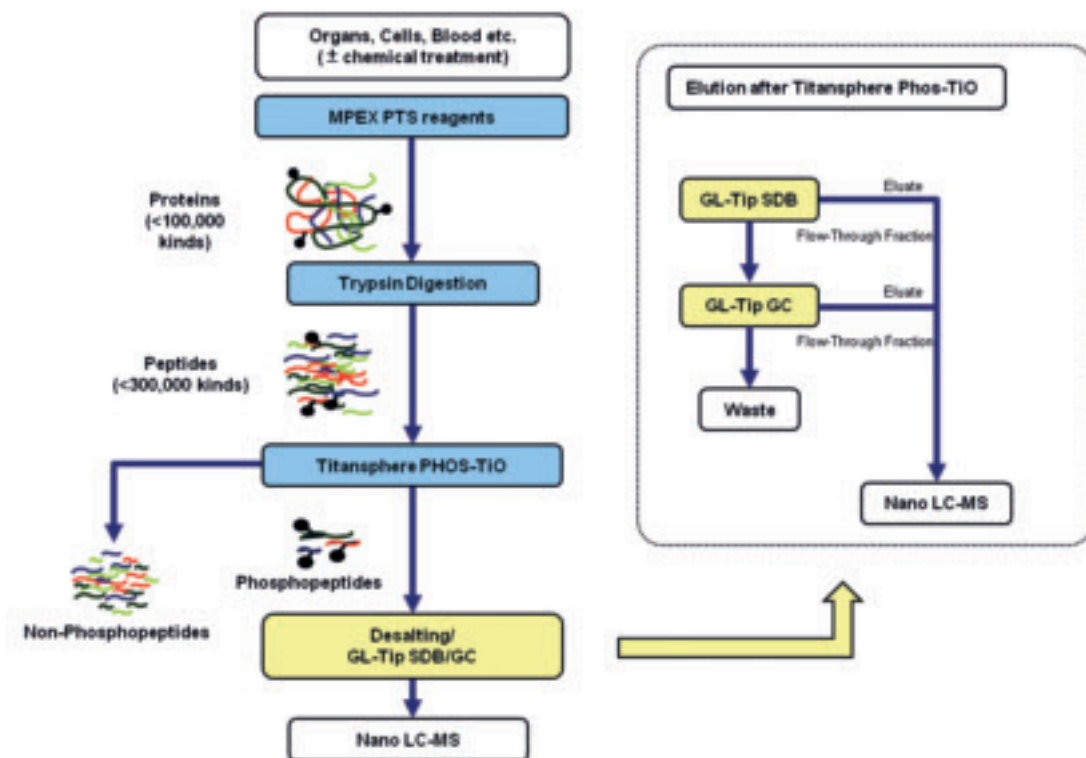 Organs, Cells, Blood etc.
(± chemical treatment)
MPEX PTS reagents
Proteins
(<100,000
kinds)
Trypsin Digestion
Peptides
(<300,000 kinds)
Titansphere PHOS-TiO
Phosphopeptides
Non-Phosphopeptides
Desalting/
GL-Tip SDB/GC
Nano LC-MS
Elution after Titansphere Phos-TiO
GL-Tip SDB
Eluate
Flow-Through Fraction
GL-Tip GC
Eluate
Flow-Through Fraction
Waste
Nano LC-MS